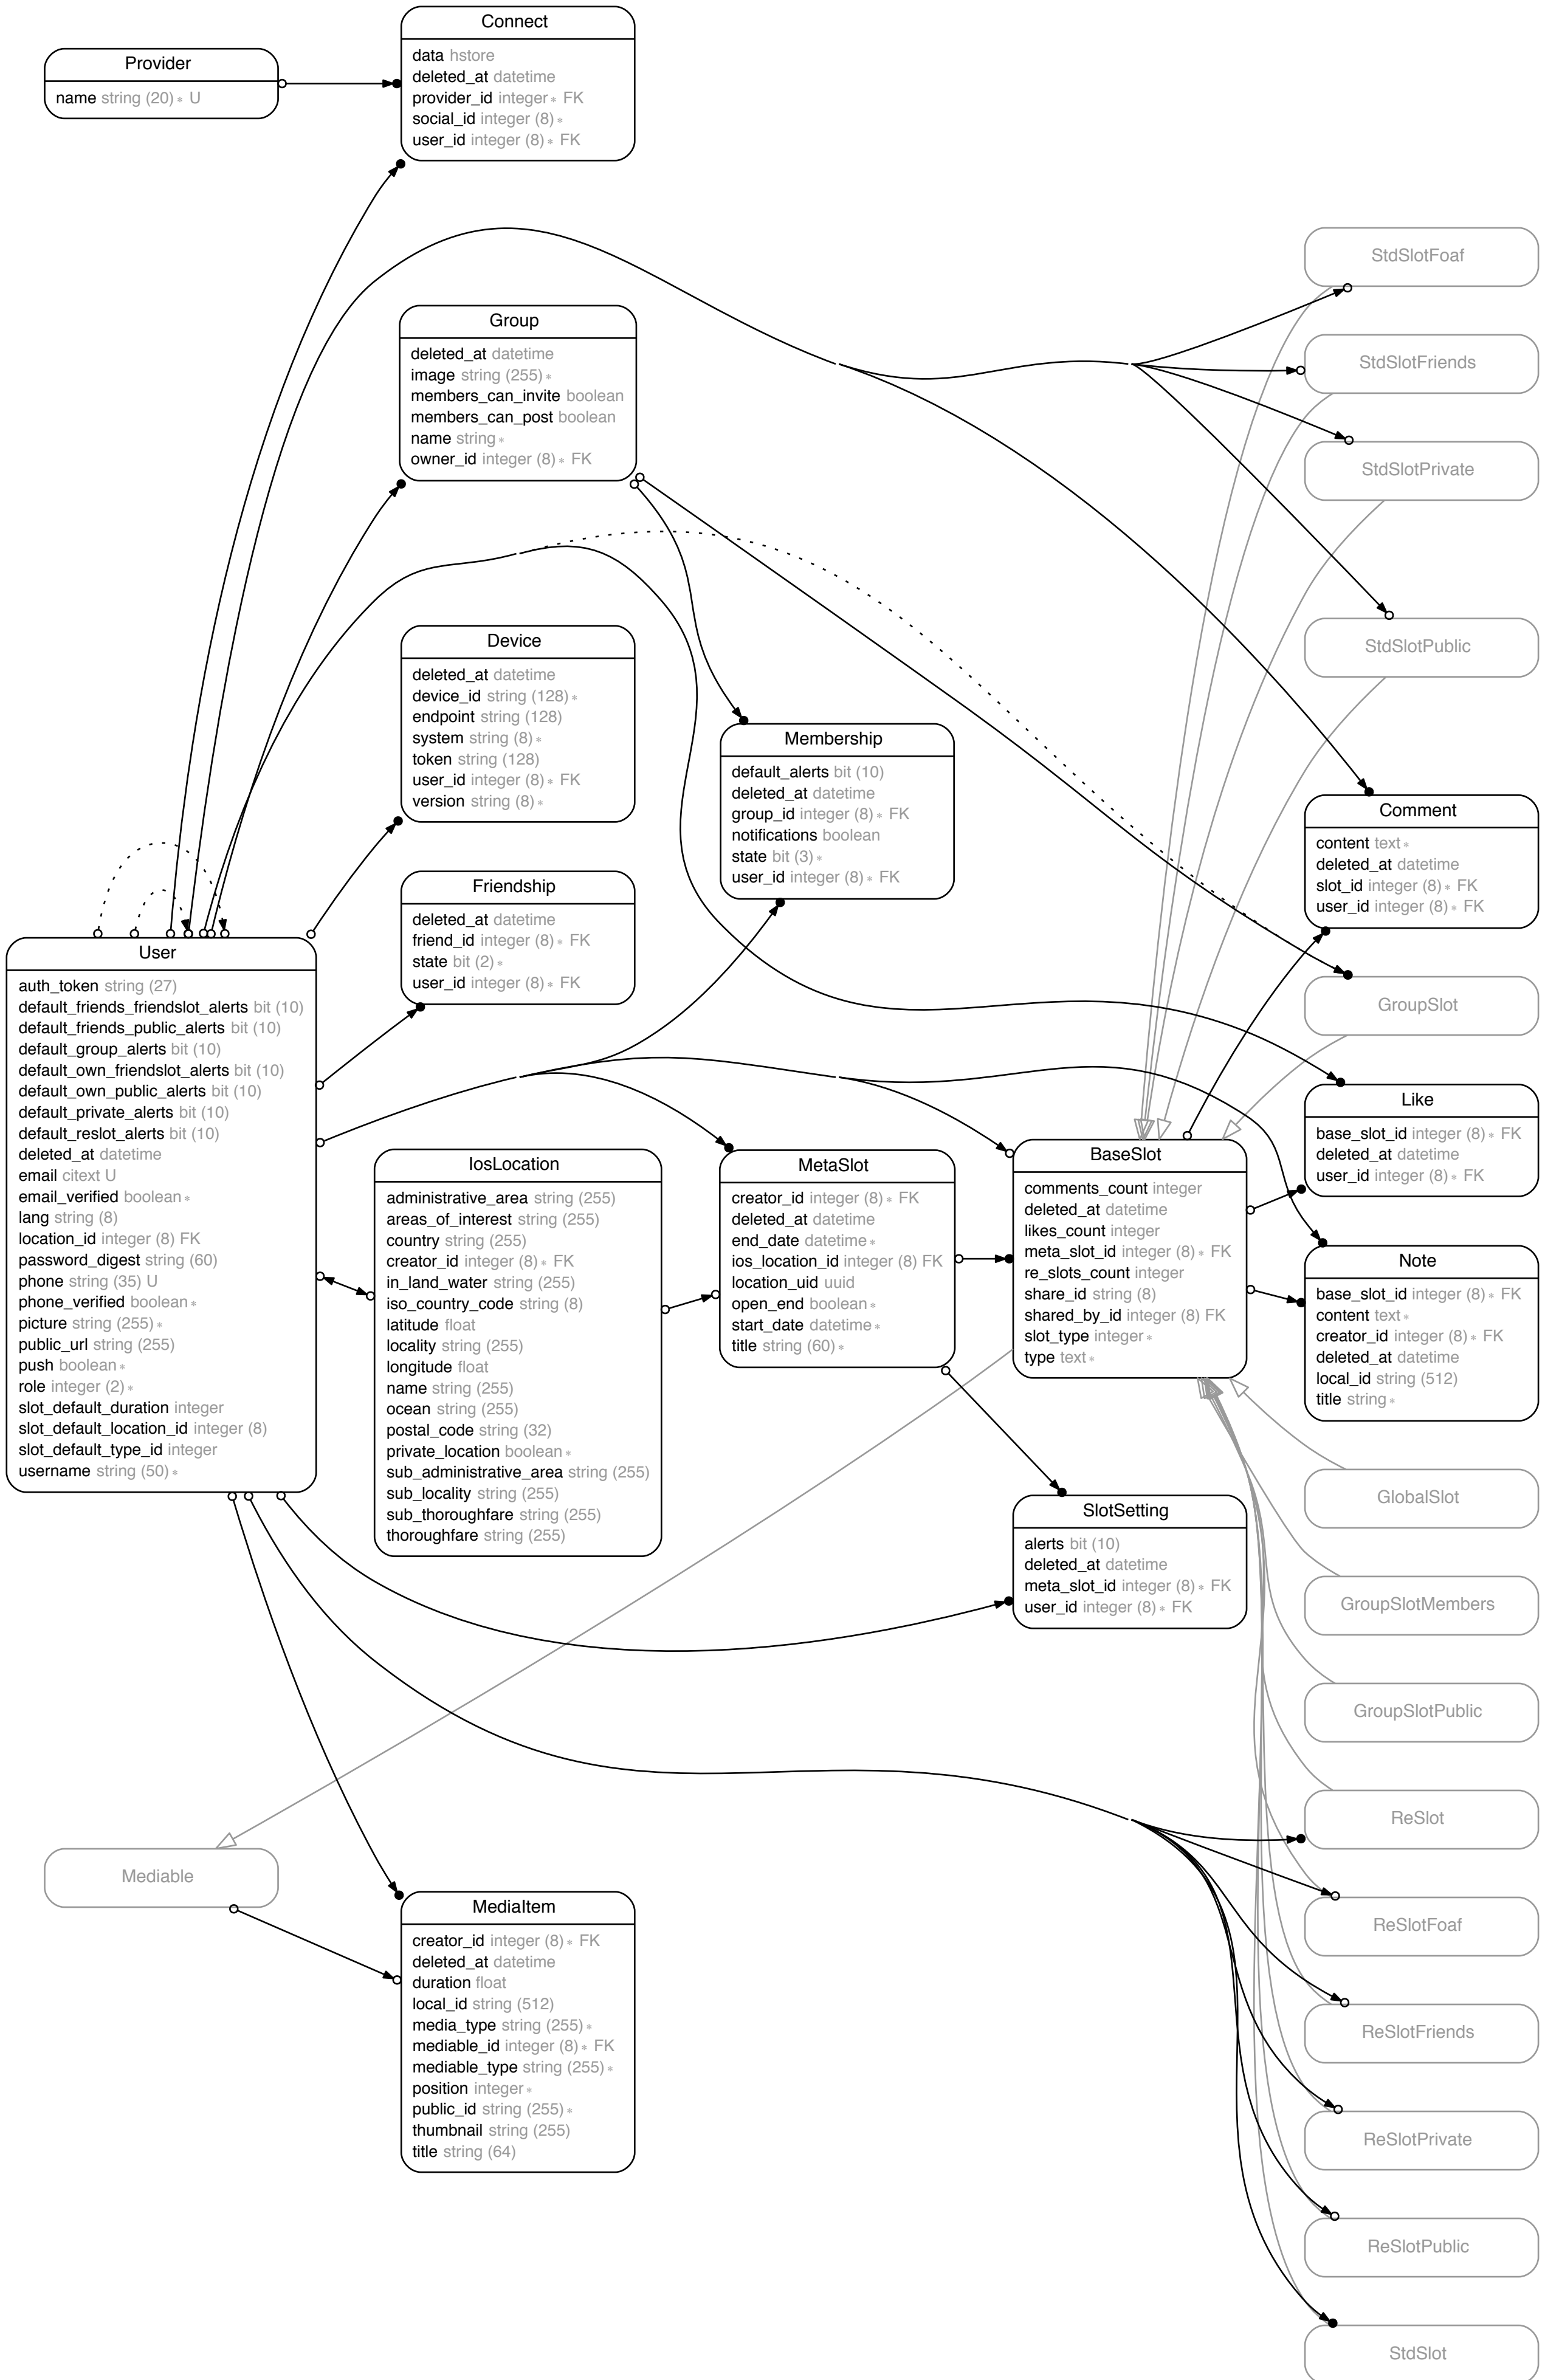 Connect
data hstore
deleted_at datetime
provider_id integer∗ FK
social_id integer (8)∗
user_id integer (8)∗ FK
Provider
name string (20)∗ U
StdSlotFoaf
StdSlotFriends
StdSlotPrivate
StdSlotPublic
Group
deleted_at datetime
image string (255)∗
members_can_invite boolean
members_can_post boolean
name string∗
owner_id integer (8)∗ FK
Device
deleted_at datetime
device_id string (128)∗
endpoint string (128)
system string (8)∗
token string (128)
user_id integer (8)∗ FK
version string (8)∗
Membership
default_alerts bit (10)
deleted_at datetime
group_id integer (8)∗ FK
notifications boolean
state bit (3)∗
user_id integer (8)∗ FK
Comment
content text∗
deleted_at datetime
slot_id integer (8)∗ FK
user_id integer (8)∗ FK
Friendship
deleted_at datetime
friend_id integer (8)∗ FK
state bit (2)∗
user_id integer (8)∗ FK
GroupSlot
User
auth_token string (27)
default_friends_friendslot_alerts bit (10)
default_friends_public_alerts bit (10)
default_group_alerts bit (10)
default_own_friendslot_alerts bit (10)
default_own_public_alerts bit (10)
default_private_alerts bit (10)
default_reslot_alerts bit (10)
deleted_at datetime
email citext U
email_verified boolean∗
lang string (8)
location_id integer (8) FK
password_digest string (60)
phone string (35) U
phone_verified boolean∗
picture string (255)∗
public_url string (255)
push boolean∗
role integer (2)∗
slot_default_duration integer
slot_default_location_id integer (8)
slot_default_type_id integer
username string (50)∗
IosLocation
administrative_area string (255)
areas_of_interest string (255)
country string (255)
creator_id integer (8)∗ FK
in_land_water string (255)
iso_country_code string (8)
latitude float
locality string (255)
longitude float
name string (255)
ocean string (255)
postal_code string (32)
private_location boolean∗
sub_administrative_area string (255)
sub_locality string (255)
sub_thoroughfare string (255)
thoroughfare string (255)
MetaSlot
creator_id integer (8)∗ FK
deleted_at datetime
end_date datetime∗
ios_location_id integer (8) FK
location_uid uuid
open_end boolean∗
start_date datetime∗
title string (60)∗
BaseSlot
comments_count integer
deleted_at datetime
likes_count integer
meta_slot_id integer (8)∗ FK
re_slots_count integer
share_id string (8)
shared_by_id integer (8) FK
slot_type integer∗
type text∗
Like
base_slot_id integer (8)∗ FK
deleted_at datetime
user_id integer (8)∗ FK
Note
base_slot_id integer (8)∗ FK
content text∗
creator_id integer (8)∗ FK
deleted_at datetime
local_id string (512)
title string∗
SlotSetting
alerts bit (10)
deleted_at datetime
meta_slot_id integer (8)∗ FK
user_id integer (8)∗ FK
GlobalSlot
GroupSlotMembers
GroupSlotPublic
ReSlot
Mediable
MediaItem
creator_id integer (8)∗ FK
deleted_at datetime
duration float
local_id string (512)
media_type string (255)∗
mediable_id integer (8)∗ FK
mediable_type string (255)∗
position integer∗
public_id string (255)∗
thumbnail string (255)
title string (64)
ReSlotFoaf
ReSlotFriends
ReSlotPrivate
ReSlotPublic
StdSlot